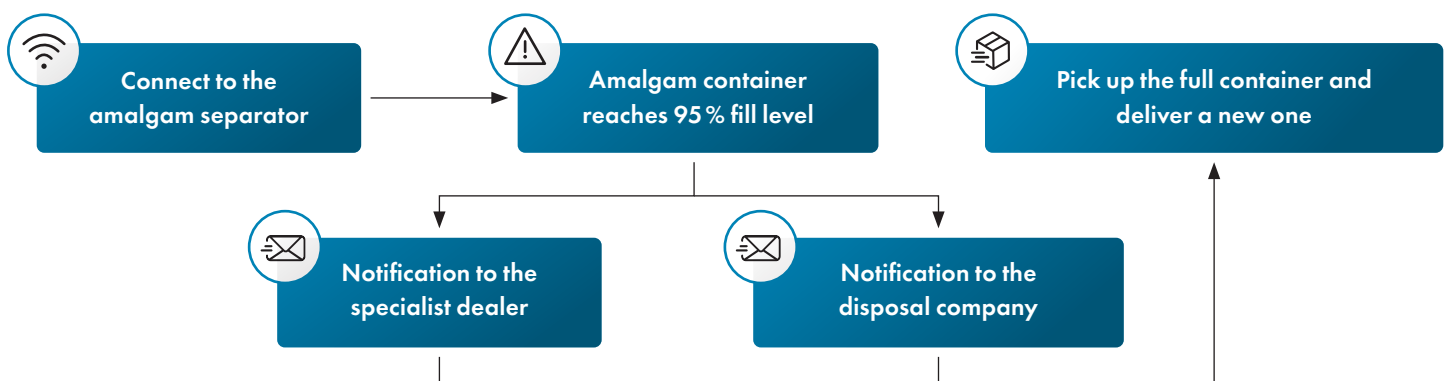 Connect to the
amalgam separator
Amalgam container
reaches 95 % fill level
Pick up the full container and
deliver a new one
Notification to the
specialist dealer
Notification to the
disposal company